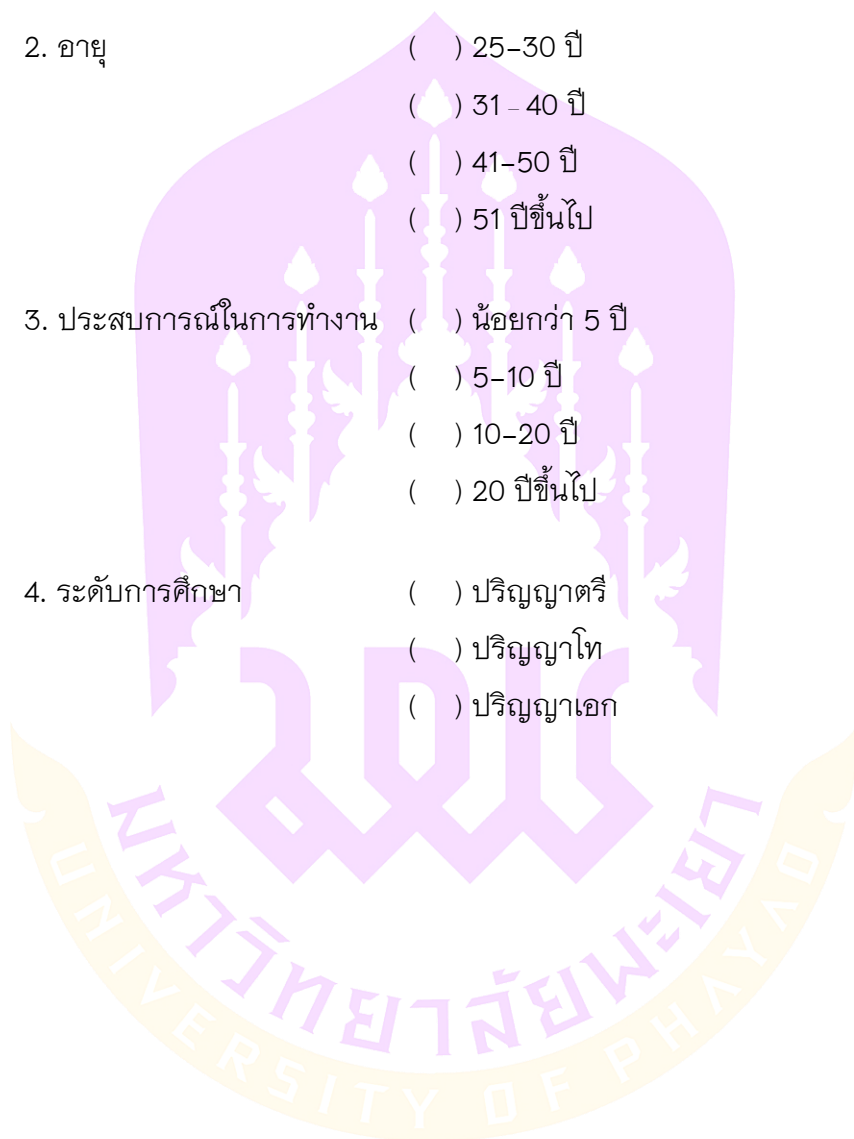 2. อายุ ( ) 25-30 ปี
( ) 31 - 40 ปี
( ) 41-50 ปี
( ) 51 ปีขึ้นไป
3. ประสบการณ์ในการทำงาน ( ) น้อยกว่า 5 ปี
( ) 5-10 ปี
( ) 10-20 ปี
( ) 20 ปีขึ้นไป
4. ระดับการศึกษา ( ) ปริญญาตรี
( ) ปริญญาโท
( ) ปริญญาเอก
มหาวิทยาลัยพะเยา
UNIVERSITY OF PHAYAO